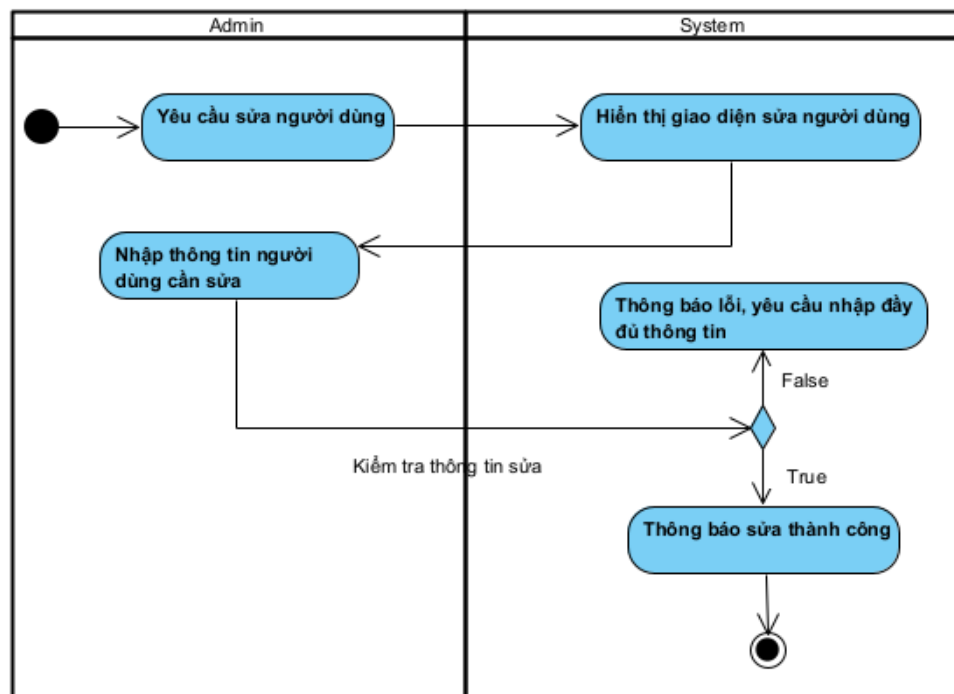 Admin
System
Yêu cầu sửa người dùng
Hiển thị giao diện sửa người dùng
Nhập thông tin người
dùng cần sửa
Thông báo lỗi, yêu cầu nhập đầy
đủ thông tin
False
Kiểm tra thông tin sửa
True
Thông báo sửa thành công